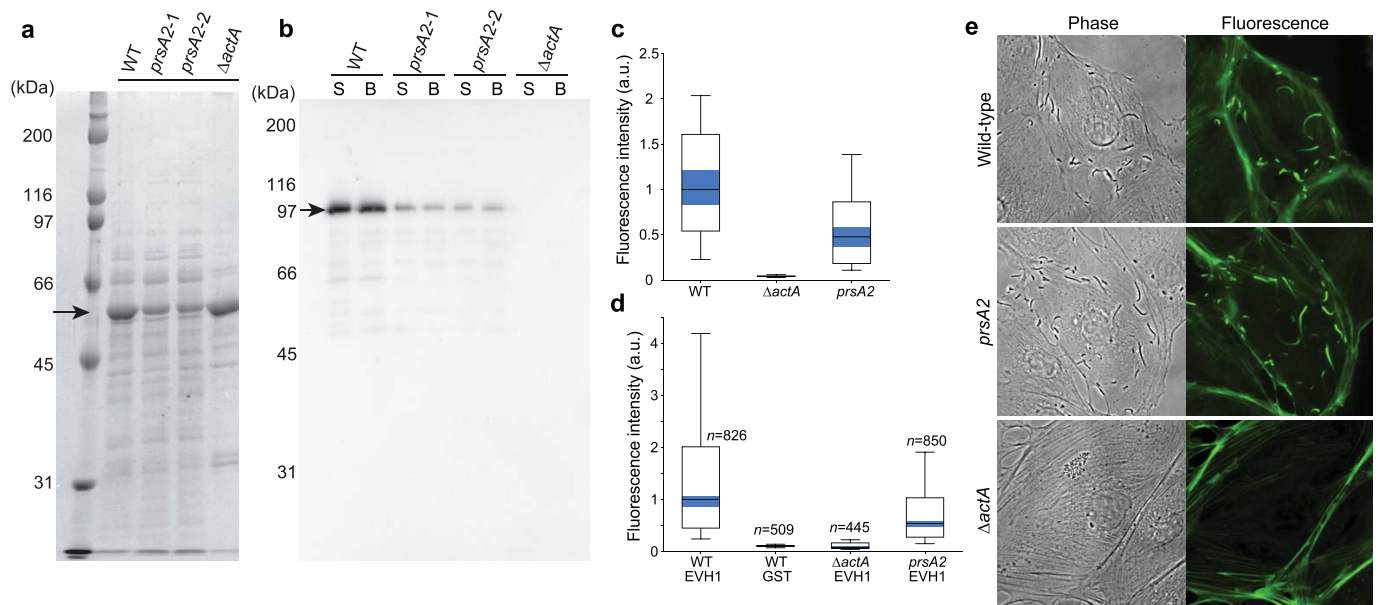 a
WT
prsA2-1
prsA2-2
ΔactA
(kDa)
200
116
97
66
45
31
b
WT
prsA2-1
prsA2-2
ΔactA
S B S B S B S B
(kDa)
200
116
97
66
45
31
c
Fluorescence intensity (a.u.)
2.5
2
1.5
1
0.5
0
WT
ΔactA
prsA2
d
Fluorescence intensity (a.u.)
4
3
2
1
0
n=826
n=509
n=445
n=850
WT
EVH1
WT
GST
ΔactA
EVH1
prsA2
EVH1
e
Phase
Fluorescence
Wild-type
prsA2
ΔactA